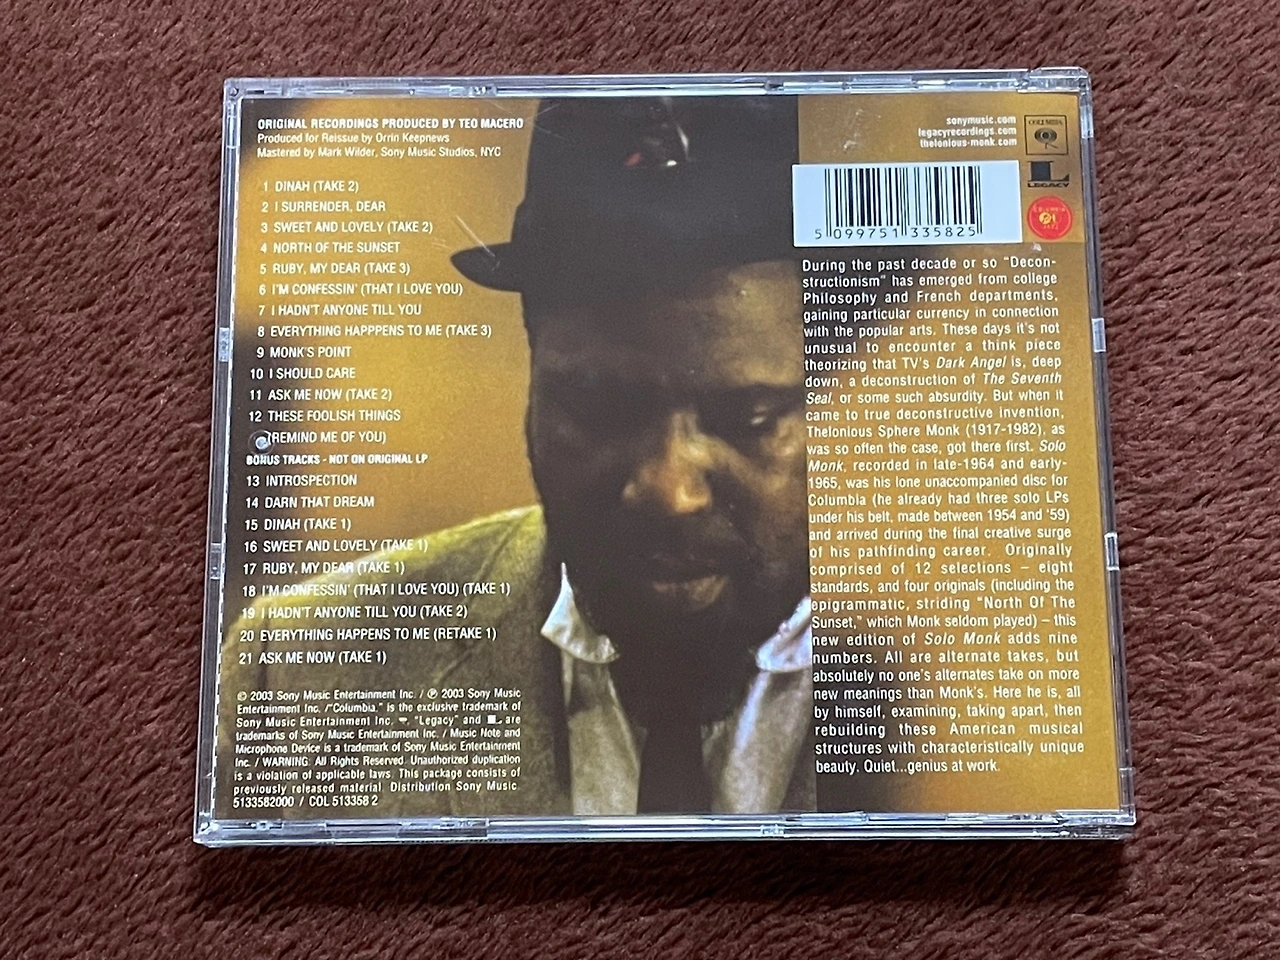 ORIGINAL RECORDINGS PRODUCED BY TEO MACERO
Produced for Reissue by Orrin Keepnews
Mastered by Mark Wilder, Sony Music Studios, NYC
1 DINAH (TAKE 2)
2 I SURRENDER, DEAR
3 SWEET AND LOVELY (TAKE 2)
4 NORTH OF THE SUNSET
5 RUBY, MY DEAR (TAKE 3)
6 I'M CONFESSIN' (THAT I LOVE YOU)
7 I HADN'T ANYONE TILL YOU
8 EVERYTHING HAPPPENS TO ME (TAKE 3)
9 MONK'S POINT
10 I SHOULD CARE
11 ASK ME NOW (TAKE 2)
12 THESE FOOLISH THINGS
(REMIND ME OF YOU)
BONUS TRACKS - NOT ON ORIGINAL LP
13 INTROSPECTION
14 DARN THAT DREAM
15 DINAH (TAKE 1)
16 SWEET AND LOVELY (TAKE 1)
17 RUBY, MY DEAR (TAKE 1)
18 I'M CONFESSIN' (THAT I LOVE YOU) (TAKE 1)
19 I HADN'T ANYONE TILL YOU (TAKE 2)
20 EVERYTHING HAPPENS TO ME (RETAKE 1)
21 ASK ME NOW (TAKE 1)
© 2003 Sony Music Entertainment Inc. / ℗ 2003 Sony Music
Entertainment Inc. /"Columbia," is the exclusive trademark of
Sony Music Entertainment Inc. "Legacy" and L are
trademarks of Sony Music Entertainment Inc. / Music Note and
Microphone Device is a trademark of Sony Music Entertainment
Inc. / WARNING: All Rights Reserved. Unauthorized duplication
is a violation of applicable laws. This package consists of
previously released material. Distribution Sony Music.
5133582000 / COL 513358 2
sonymusic.com
legacyrecordings.com
thelonious-monk.com
COLUMBIA
L
LEGACY
COLUMBIA
JAZZ
5 099751 335825
During the past decade or so "Decon-
structionism" has emerged from college
Philosophy and French departments,
gaining particular currency in connection
with the popular arts. These days it's not
unusual to encounter a think piece
theorizing that TV's Dark Angel is, deep
down, a deconstruction of The Seventh
Seal, or some such absurdity. But when it
came to true deconstructive invention,
Thelonious Sphere Monk (1917-1982), as
was so often the case, got there first. Solo
Monk, recorded in late-1964 and early-
1965, was his lone unaccompanied disc for
Columbia (he already had three solo LPs
under his belt, made between 1954 and '59)
and arrived during the final creative surge
of his pathfinding career. Originally
comprised of 12 selections – eight
standards, and four originals (including the
epigrammatic, striding "North Of The
Sunset," which Monk seldom played) – this
new edition of Solo Monk adds nine
numbers. All are alternate takes, but
absolutely no one's alternates take on more
new meanings than Monk's. Here he is, all
by himself, examining, taking apart, then
rebuilding these American musical
structures with characteristically unique
beauty. Quiet...genius at work.